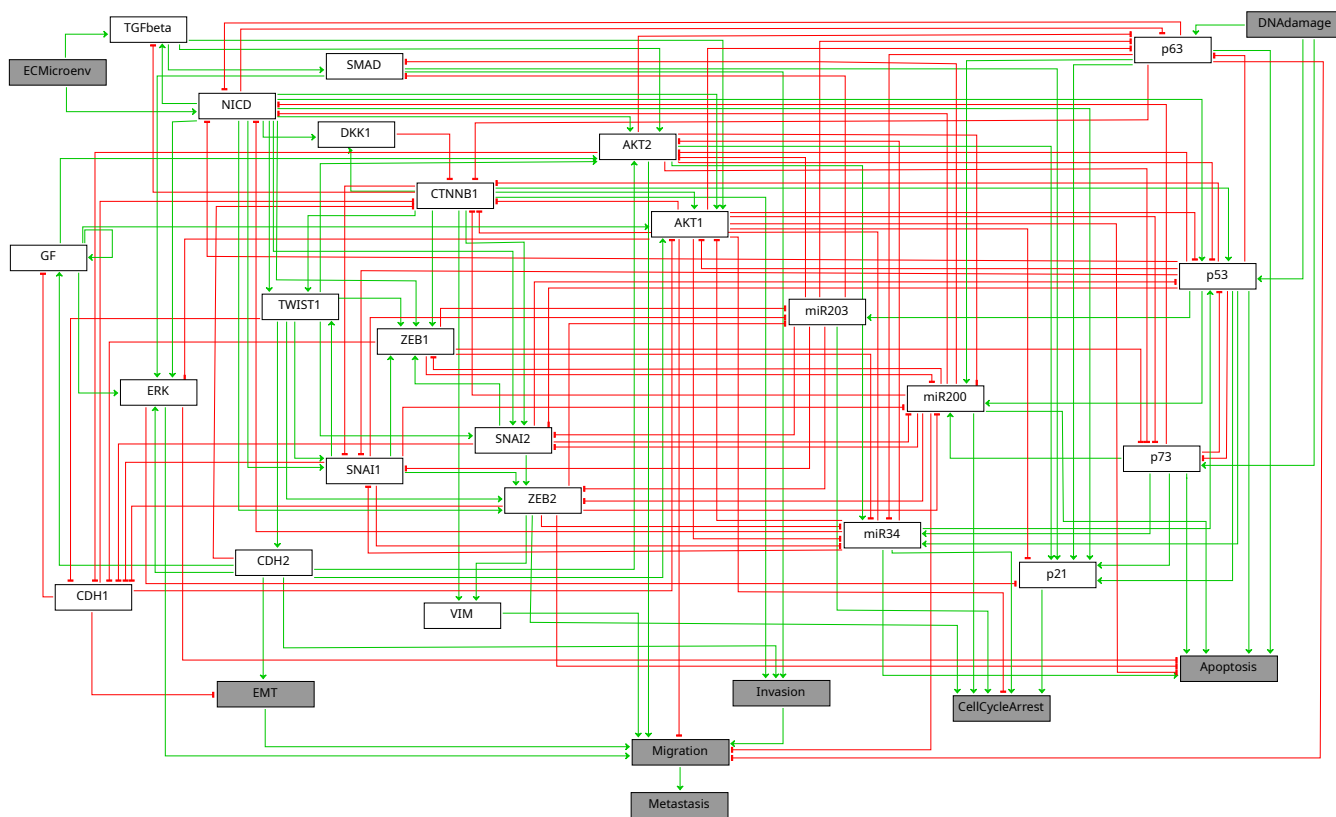 DNAdamage
TGFbeta
p63
SMAD
ECMicroenv
NICD
DKK1
AKT2
CTNNB1
AKT1
GF
p53
TWIST1
miR203
ZEB1
ERK
miR200
SNAI2
p73
SNAI1
ZEB2
miR34
CDH2
p21
CDH1
VIM
Apoptosis
EMT
Invasion
CellCycleArrest
Migration
Metastasis